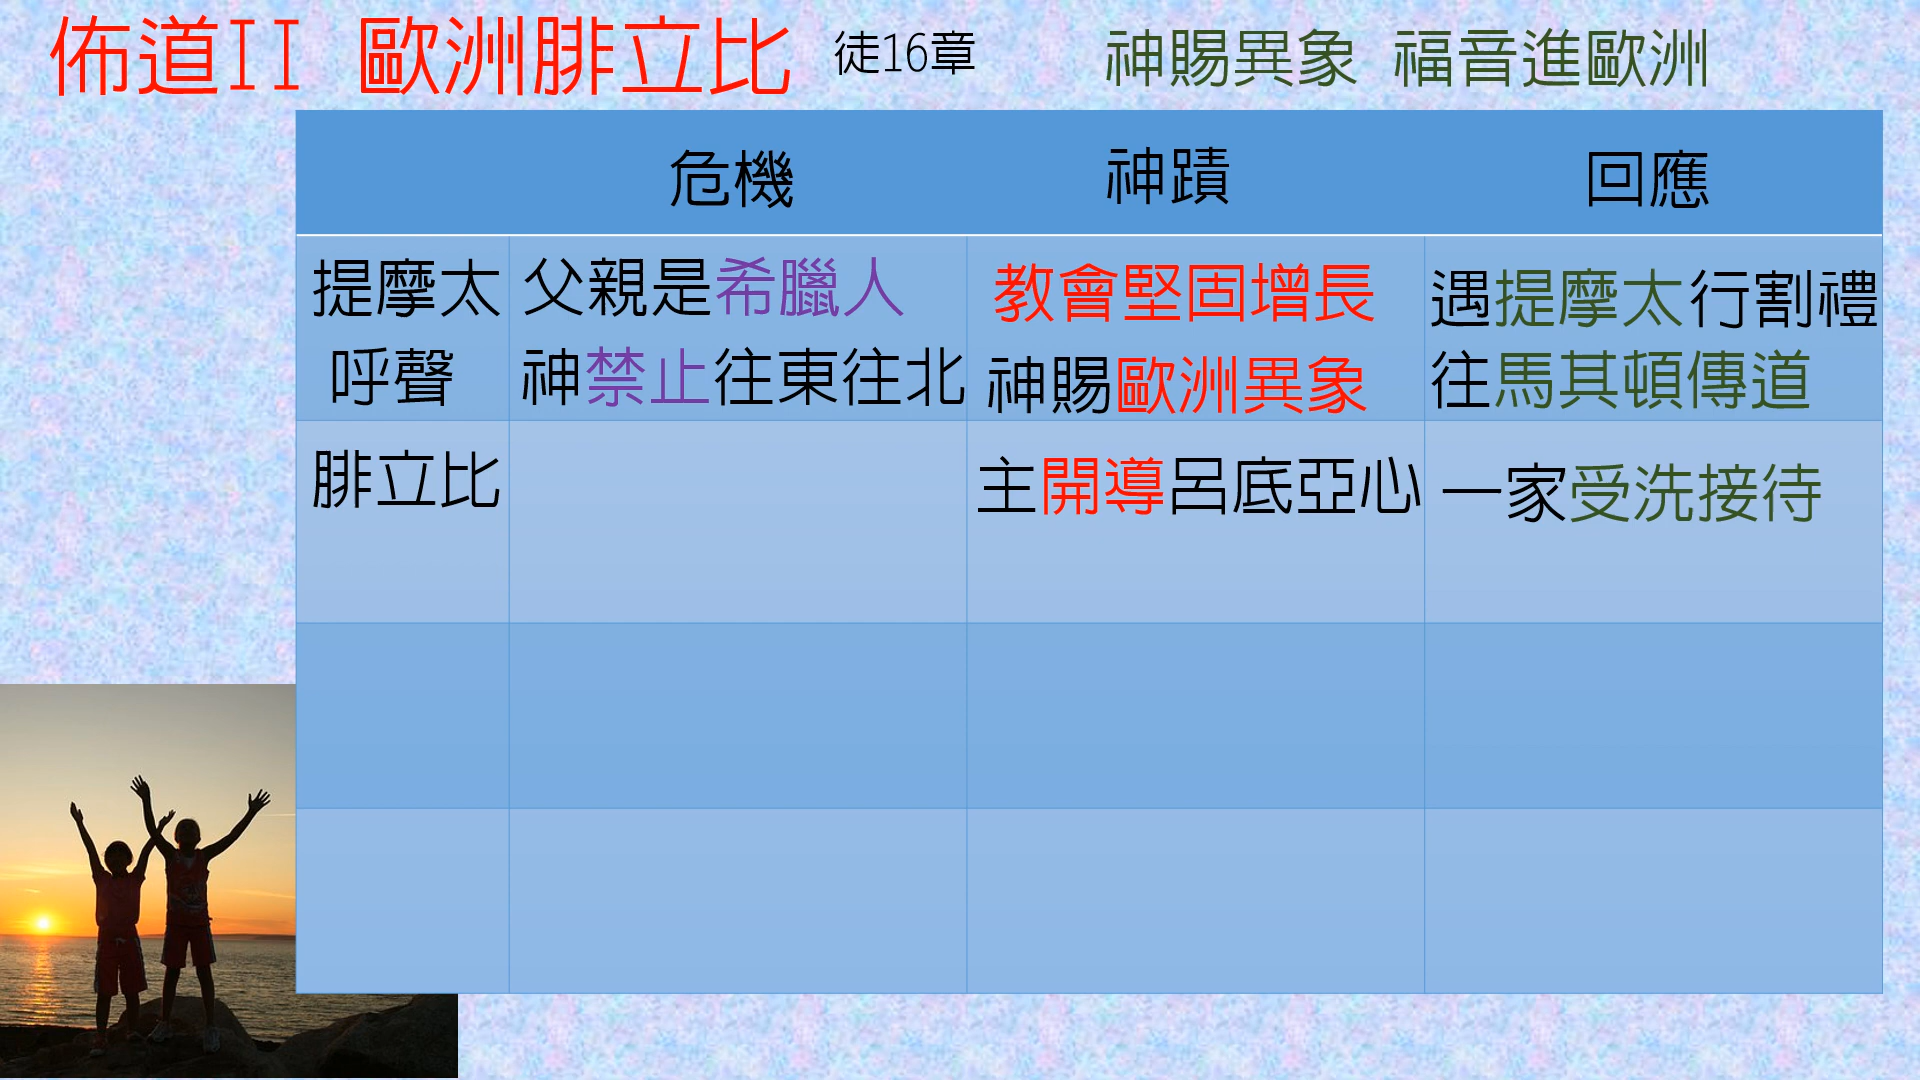 佈道II 歐洲腓立比 徒16章 神賜異象 福音進歐洲
危機 神蹟 回應
提摩太 父親是希臘人 教會堅固增長 遇提摩太行割禮
呼聲 神禁止往東往北 神賜歐洲異象 往馬其頓傳道
腓立比 主開導呂底亞心 一家受洗接待